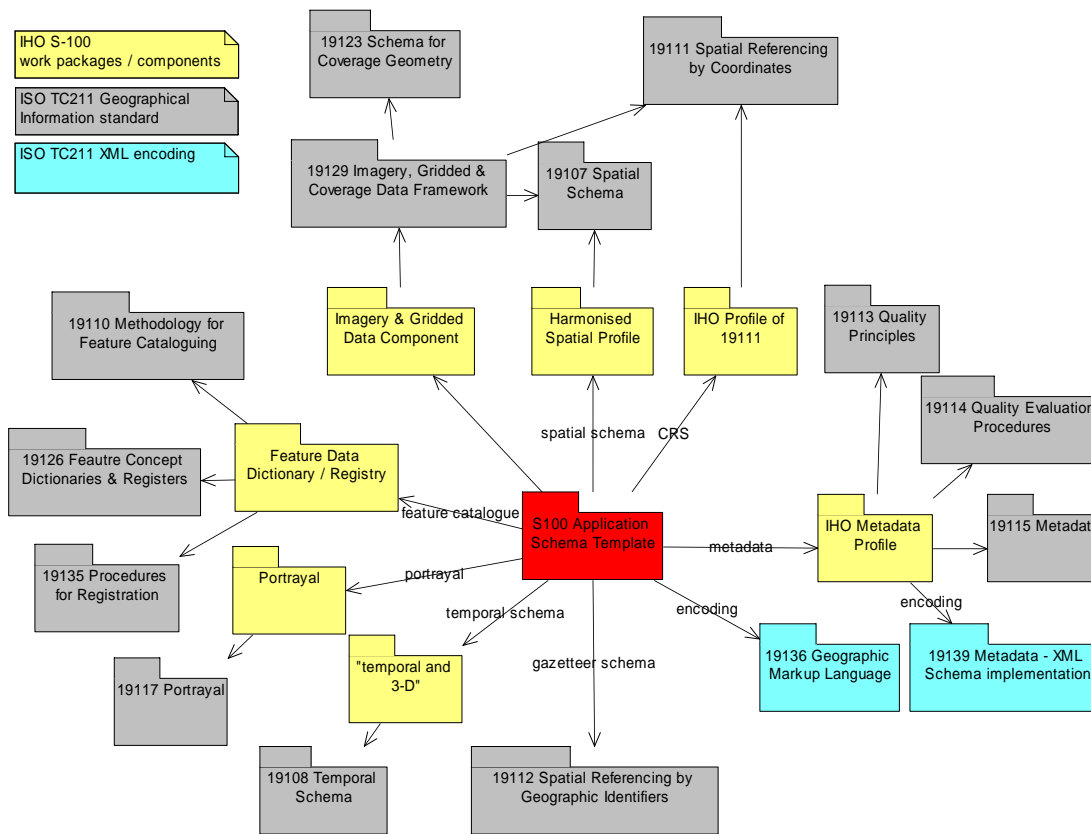 IHO S-100
work packages / components
ISO TC211 Geographical
Information standard
ISO TC211 XML encoding
19123 Schema for
Coverage Geometry
19111 Spatial Referencing
by Coordinates
19129 Imagery, Gridded &
Coverage Data Framework
19107 Spatial
Schema
19110 Methodology for
Feature Cataloguing
Imagery & Gridded
Data Component
Harmonised
Spatial Profile
IHO Profile of
19111
19113 Quality
Principles
19114 Quality Evaluation
Procedures
spatial schema
CRS
19126 Feautre Concept
Dictionaries & Registers
Feature Data
Dictionary / Registry
feature catalogue
S100 Application
Schema Template
metadata
IHO Metadata
Profile
19115 Metadat
19135 Procedures
for Registration
Portrayal
portrayal
temporal schema
encoding
encoding
gazetteer schema
"temporal and
3-D"
19136 Geographic
Markup Language
19139 Metadata - XML
Schema implementation
19117 Portrayal
19108 Temporal
Schema
19112 Spatial Referencing by
Geographic Identifiers